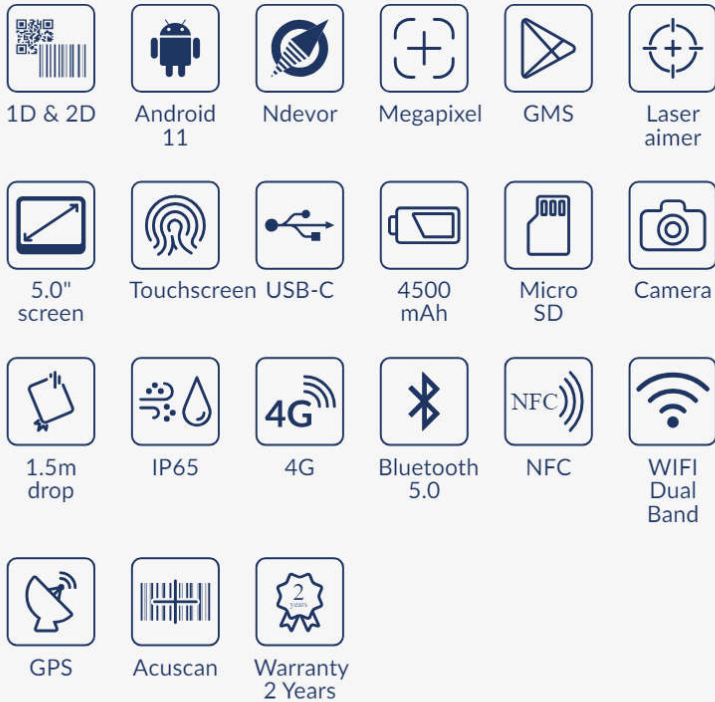 1D & 2D
Android
11
Ndevor
Megapixel
GMS
Laser
aimer
5.0"
screen
Touchscreen
USB-C
4500
mAh
Micro
SD
Camera
4G
NFC
1.5m
drop
IP65
4G
Bluetooth
5.0
NFC
WIFI
Dual
Band
2
years
GPS
Acuscan
Warranty
2 Years